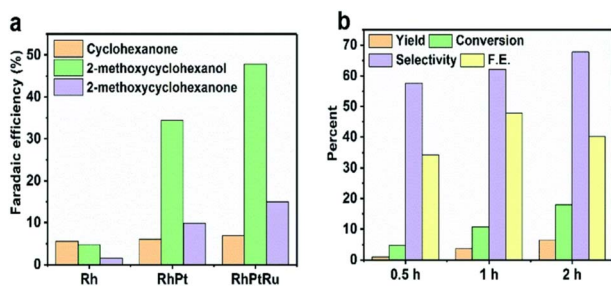 a
Cyclohexanone
2-methoxycyclohexanol
2-methoxycyclohexanone
Faradaic efficiency (%)
50
40
30
20
10
0
Rh RhPt RhPtRu
b
Yield Conversion
Selectivity F.E.
Percent
70
60
50
40
30
20
10
0
0.5 h 1 h 2 h